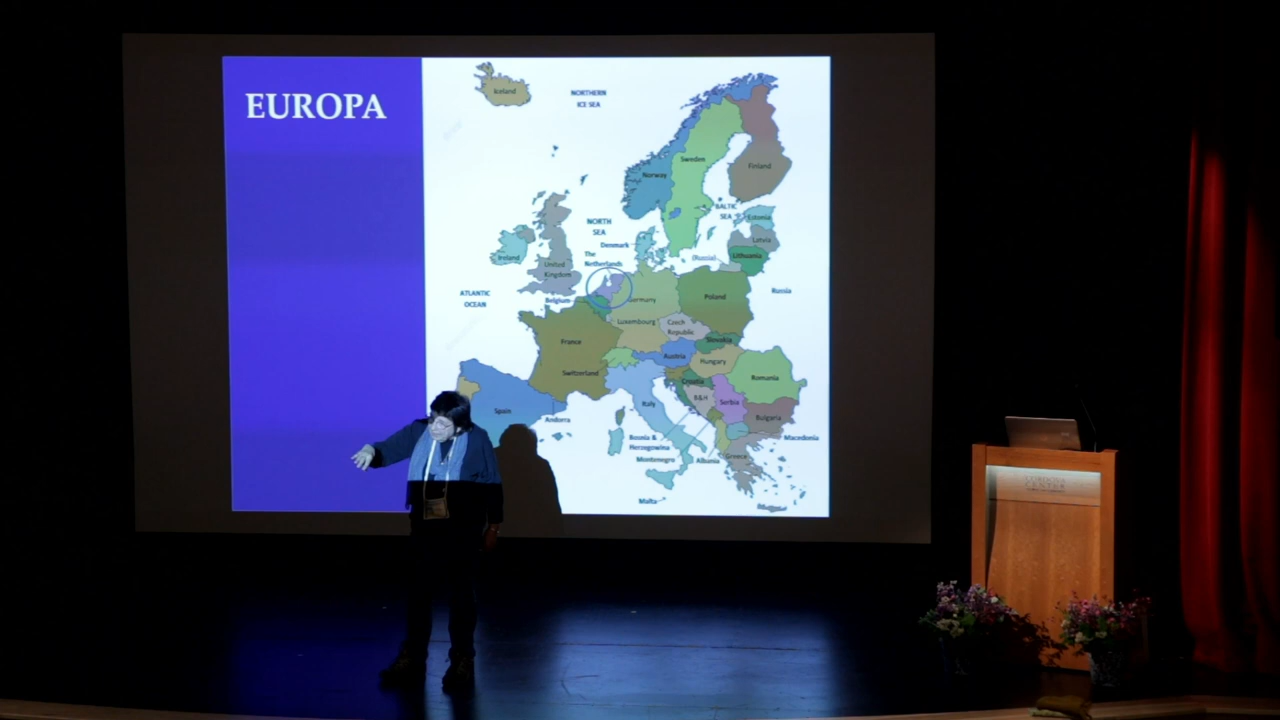 EUROPA
Iceland
NORTHERN
ICE SEA
Sweden
Finland
Norway
BALTIC
SEA
Estonia
NORTH
SEA
Latvia
Denmark
Lithuania
The
Netherlands
(Russia)
Ireland
United
Kingdom
ATLANTIC
OCEAN
Belgium
Germany
Poland
Russia
Luxembourg
Czech
Republic
France
Slovakia
Austria
Hungary
Switzerland
Croatia
Romania
B&H
Serbia
Spain
Italy
Bulgaria
Andorra
Bosnia &
Herzegowina
Macedonia
Montenegro
Albania
Greece
Malta
CENTER